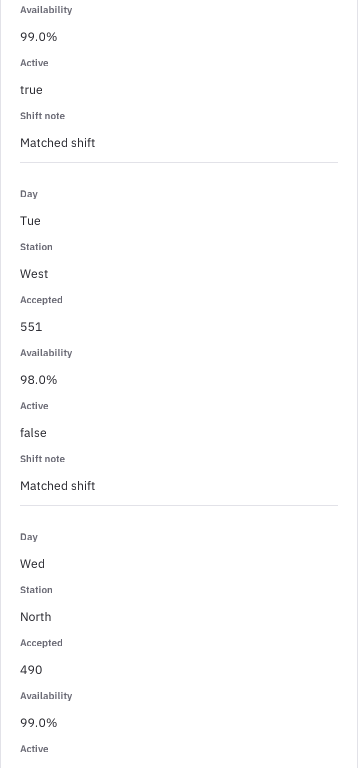 Availability
99.0%
Active
true
Shift note
Matched shift
Day
Tue
Station
West
Accepted
551
Availability
98.0%
Active
false
Shift note
Matched shift
Day
Wed
Station
North
Accepted
490
Availability
99.0%
Active